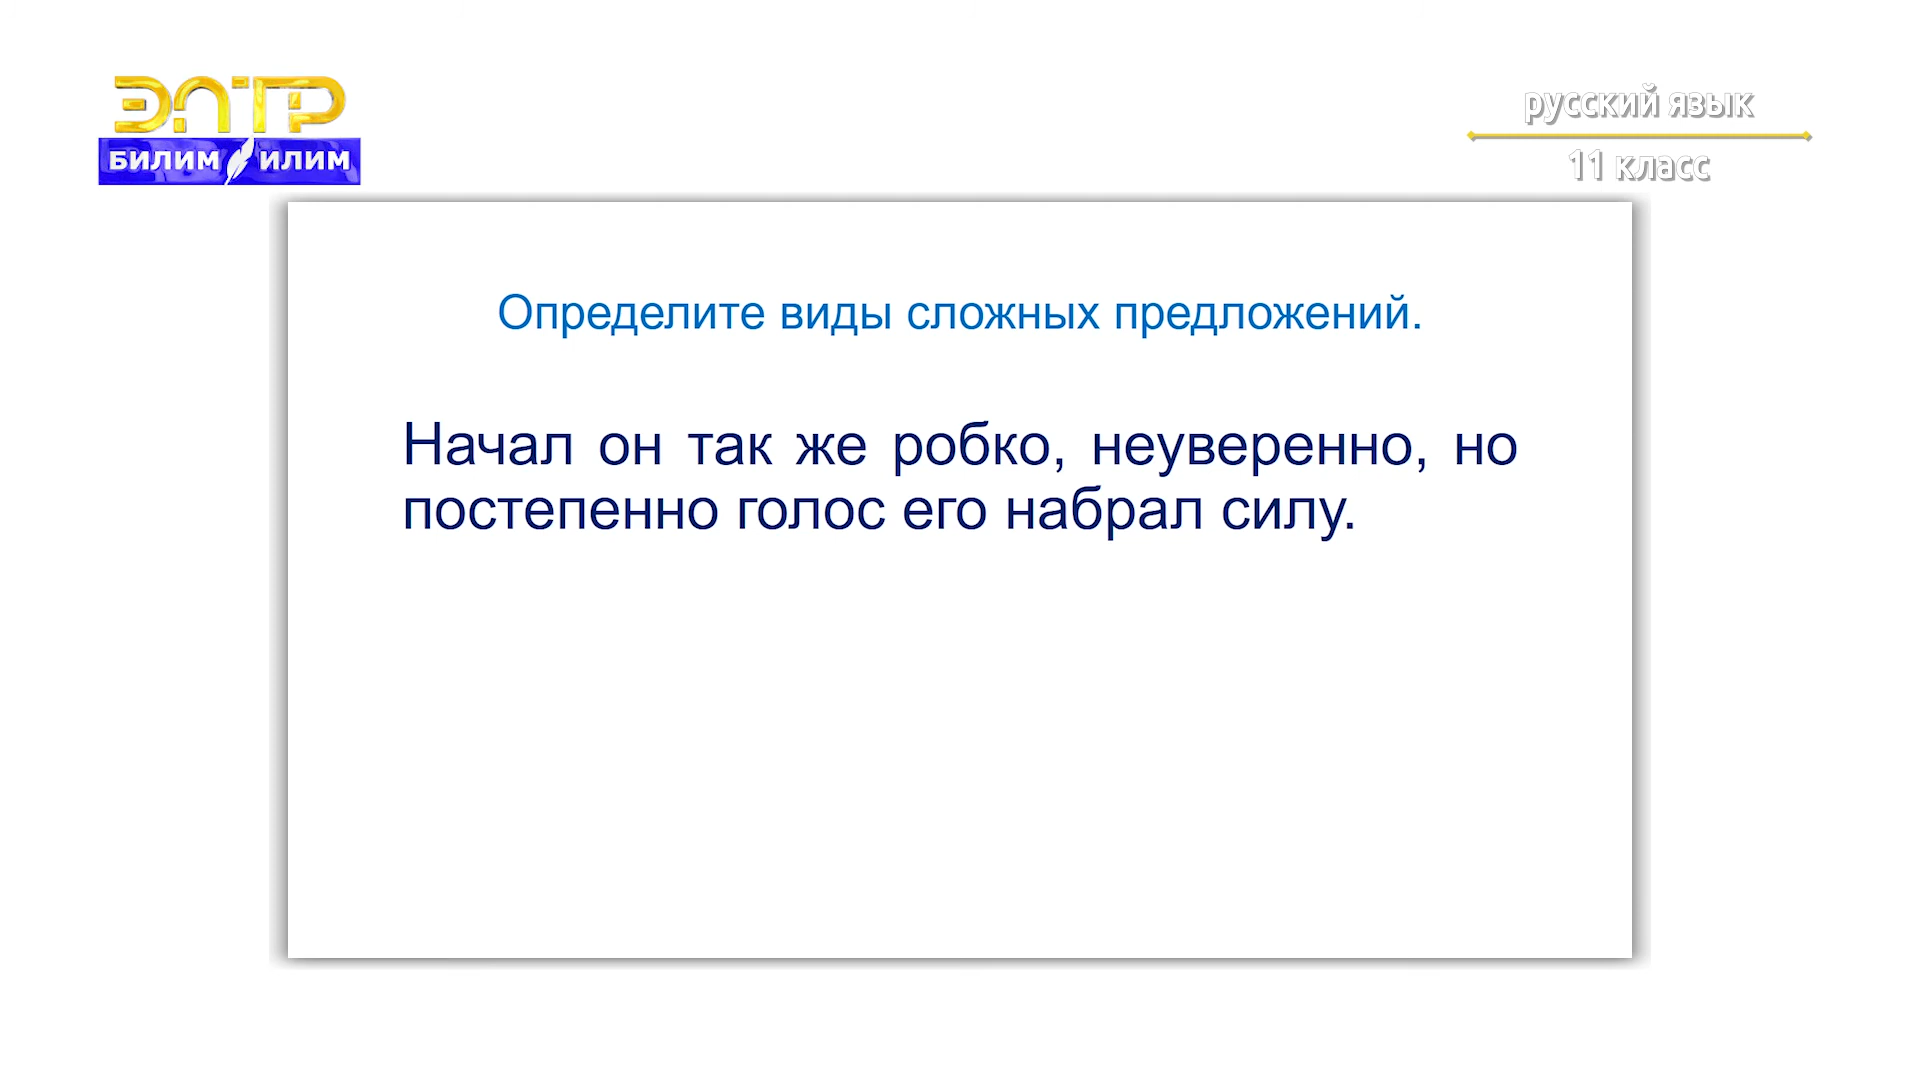 ЭЛТР
БИЛИМ ИЛИМ
русский язык
11 класс
Определите виды сложных предложений.
Начал он так же робко, неуверенно, но
постепенно голос его набрал силу.